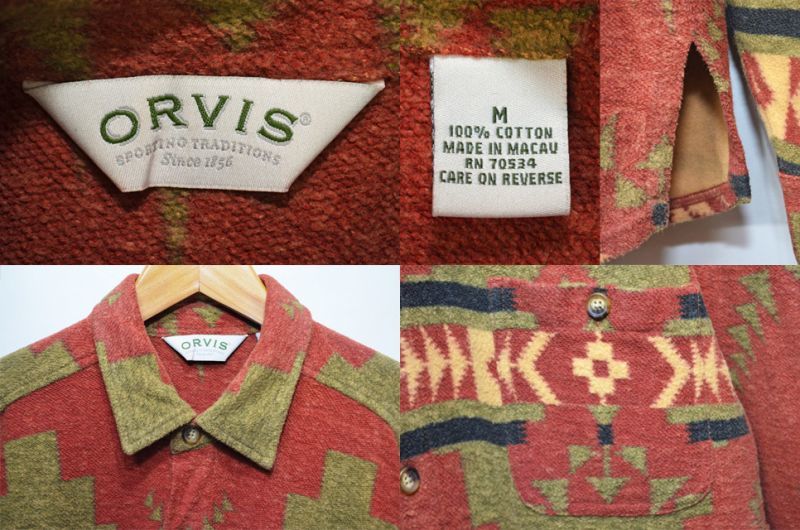 ORVIS®
SPORTING TRADITIONS
Since 1856
M
100% COTTON
MADE IN MACAU
RN 70534
CARE ON REVERSE
ORVIS